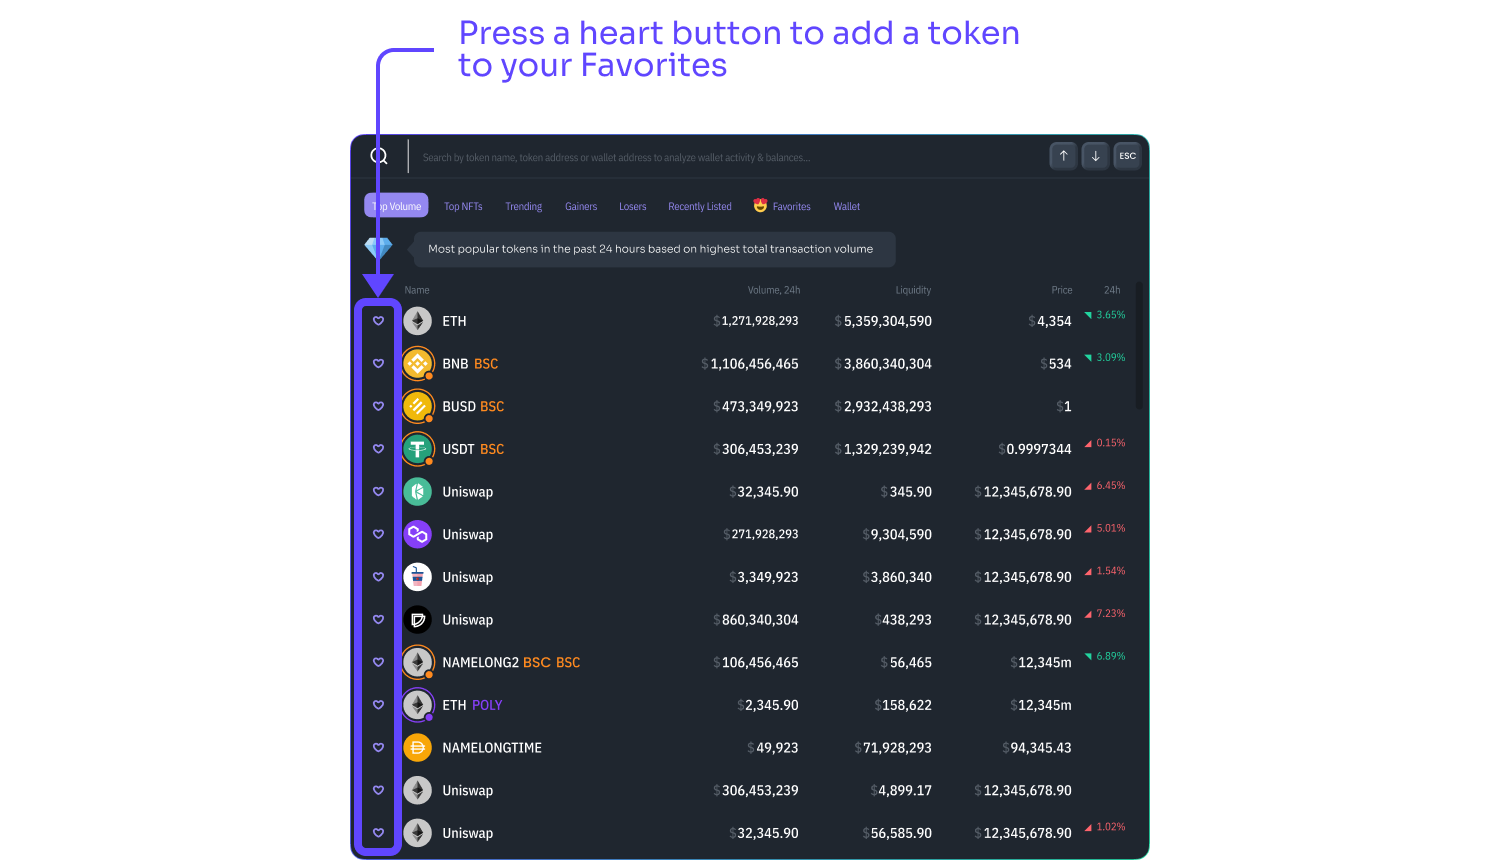 Press a heart button to add a token
to your Favorites
Search by token name, token address or wallet address to analyze wallet activity & balances...
ESC
Top Volume Top NFTs Trending Gainers Losers Recently Listed Favorites Wallet
Most popular tokens in the past 24 hours based on highest total transaction volume
Name Volume, 24h Liquidity Price 24h
ETH $1,271,928,293 $5,359,304,590 $4,354 3.65%
BNB BSC $1,106,456,465 $3,860,340,304 $534 3.09%
BUSD BSC $473,349,923 $2,932,438,293 $1
USDT BSC $306,453,239 $1,329,239,942 $0.9997344 0.15%
Uniswap $32,345.90 $345.90 $12,345,678.90 6.45%
Uniswap $271,928,293 $9,304,590 $12,345,678.90 5.01%
Uniswap $3,349,923 $3,860,340 $12,345,678.90 1.54%
Uniswap $860,340,304 $438,293 $12,345,678.90 7.23%
NAMELONG2 BSC BSC $106,456,465 $56,465 $12,345m 6.89%
ETH POLY $2,345.90 $158,622 $12,345m
NAMELONGTIME $49,923 $71,928,293 $94,345.43
Uniswap $306,453,239 $4,899.17 $12,345,678.90
Uniswap $32,345.90 $56,585.90 $12,345,678.90 1.02%